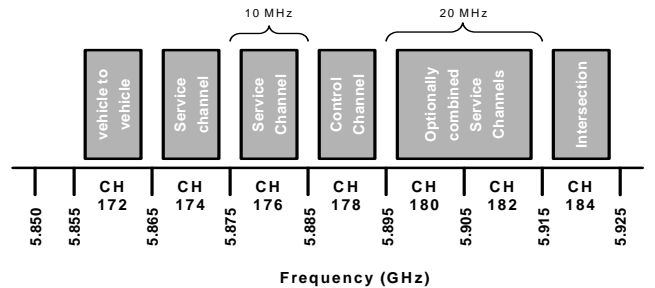 10 MHz
20 MHz
vehicle to
vehicle
Service
channel
Service
Channel
Control
Channel
Optionally
combined
Service
Channels
Intersection
CH
172
CH
174
CH
176
CH
178
CH
180
CH
182
CH
184
5.850
5.855
5.865
5.875
5.885
5.895
5.905
5.915
5.925
Frequency (GHz)